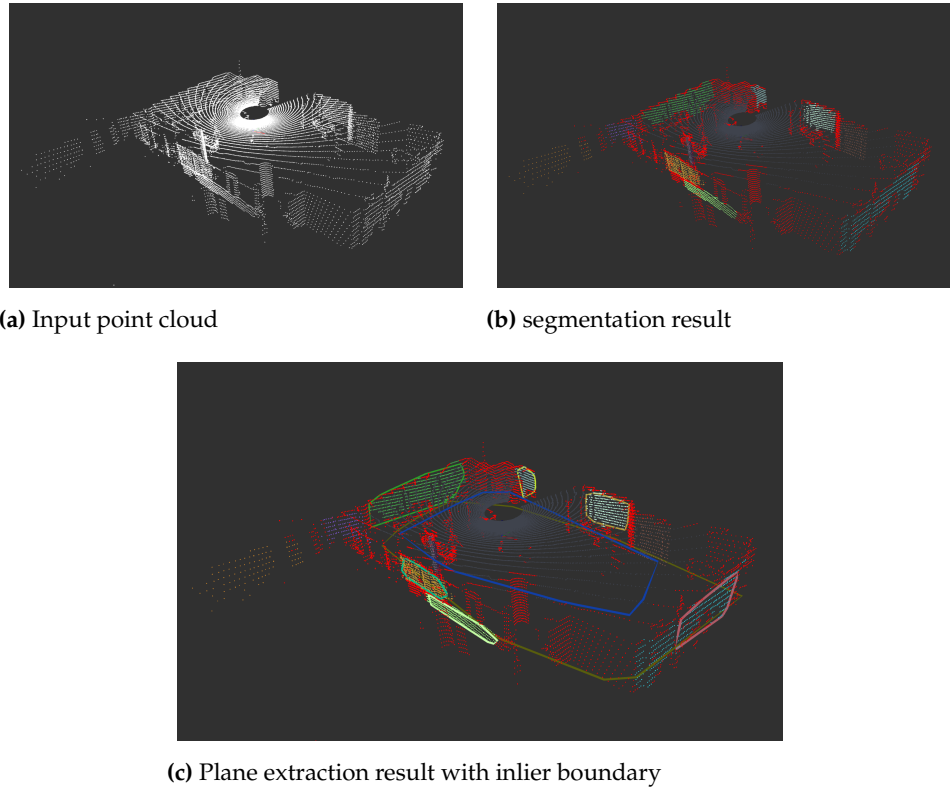 (a) Input point cloud
(b) segmentation result
(c) Plane extraction result with inlier boundary